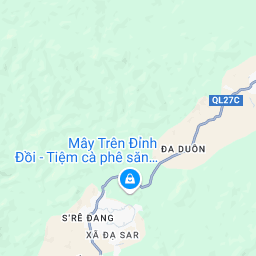 QL27C
Mây Trên Đỉnh
Đồi - Tiệm cà phê săn...
ĐA DUÔN
S'RÊ ĐANG
XÃ ĐA SAR